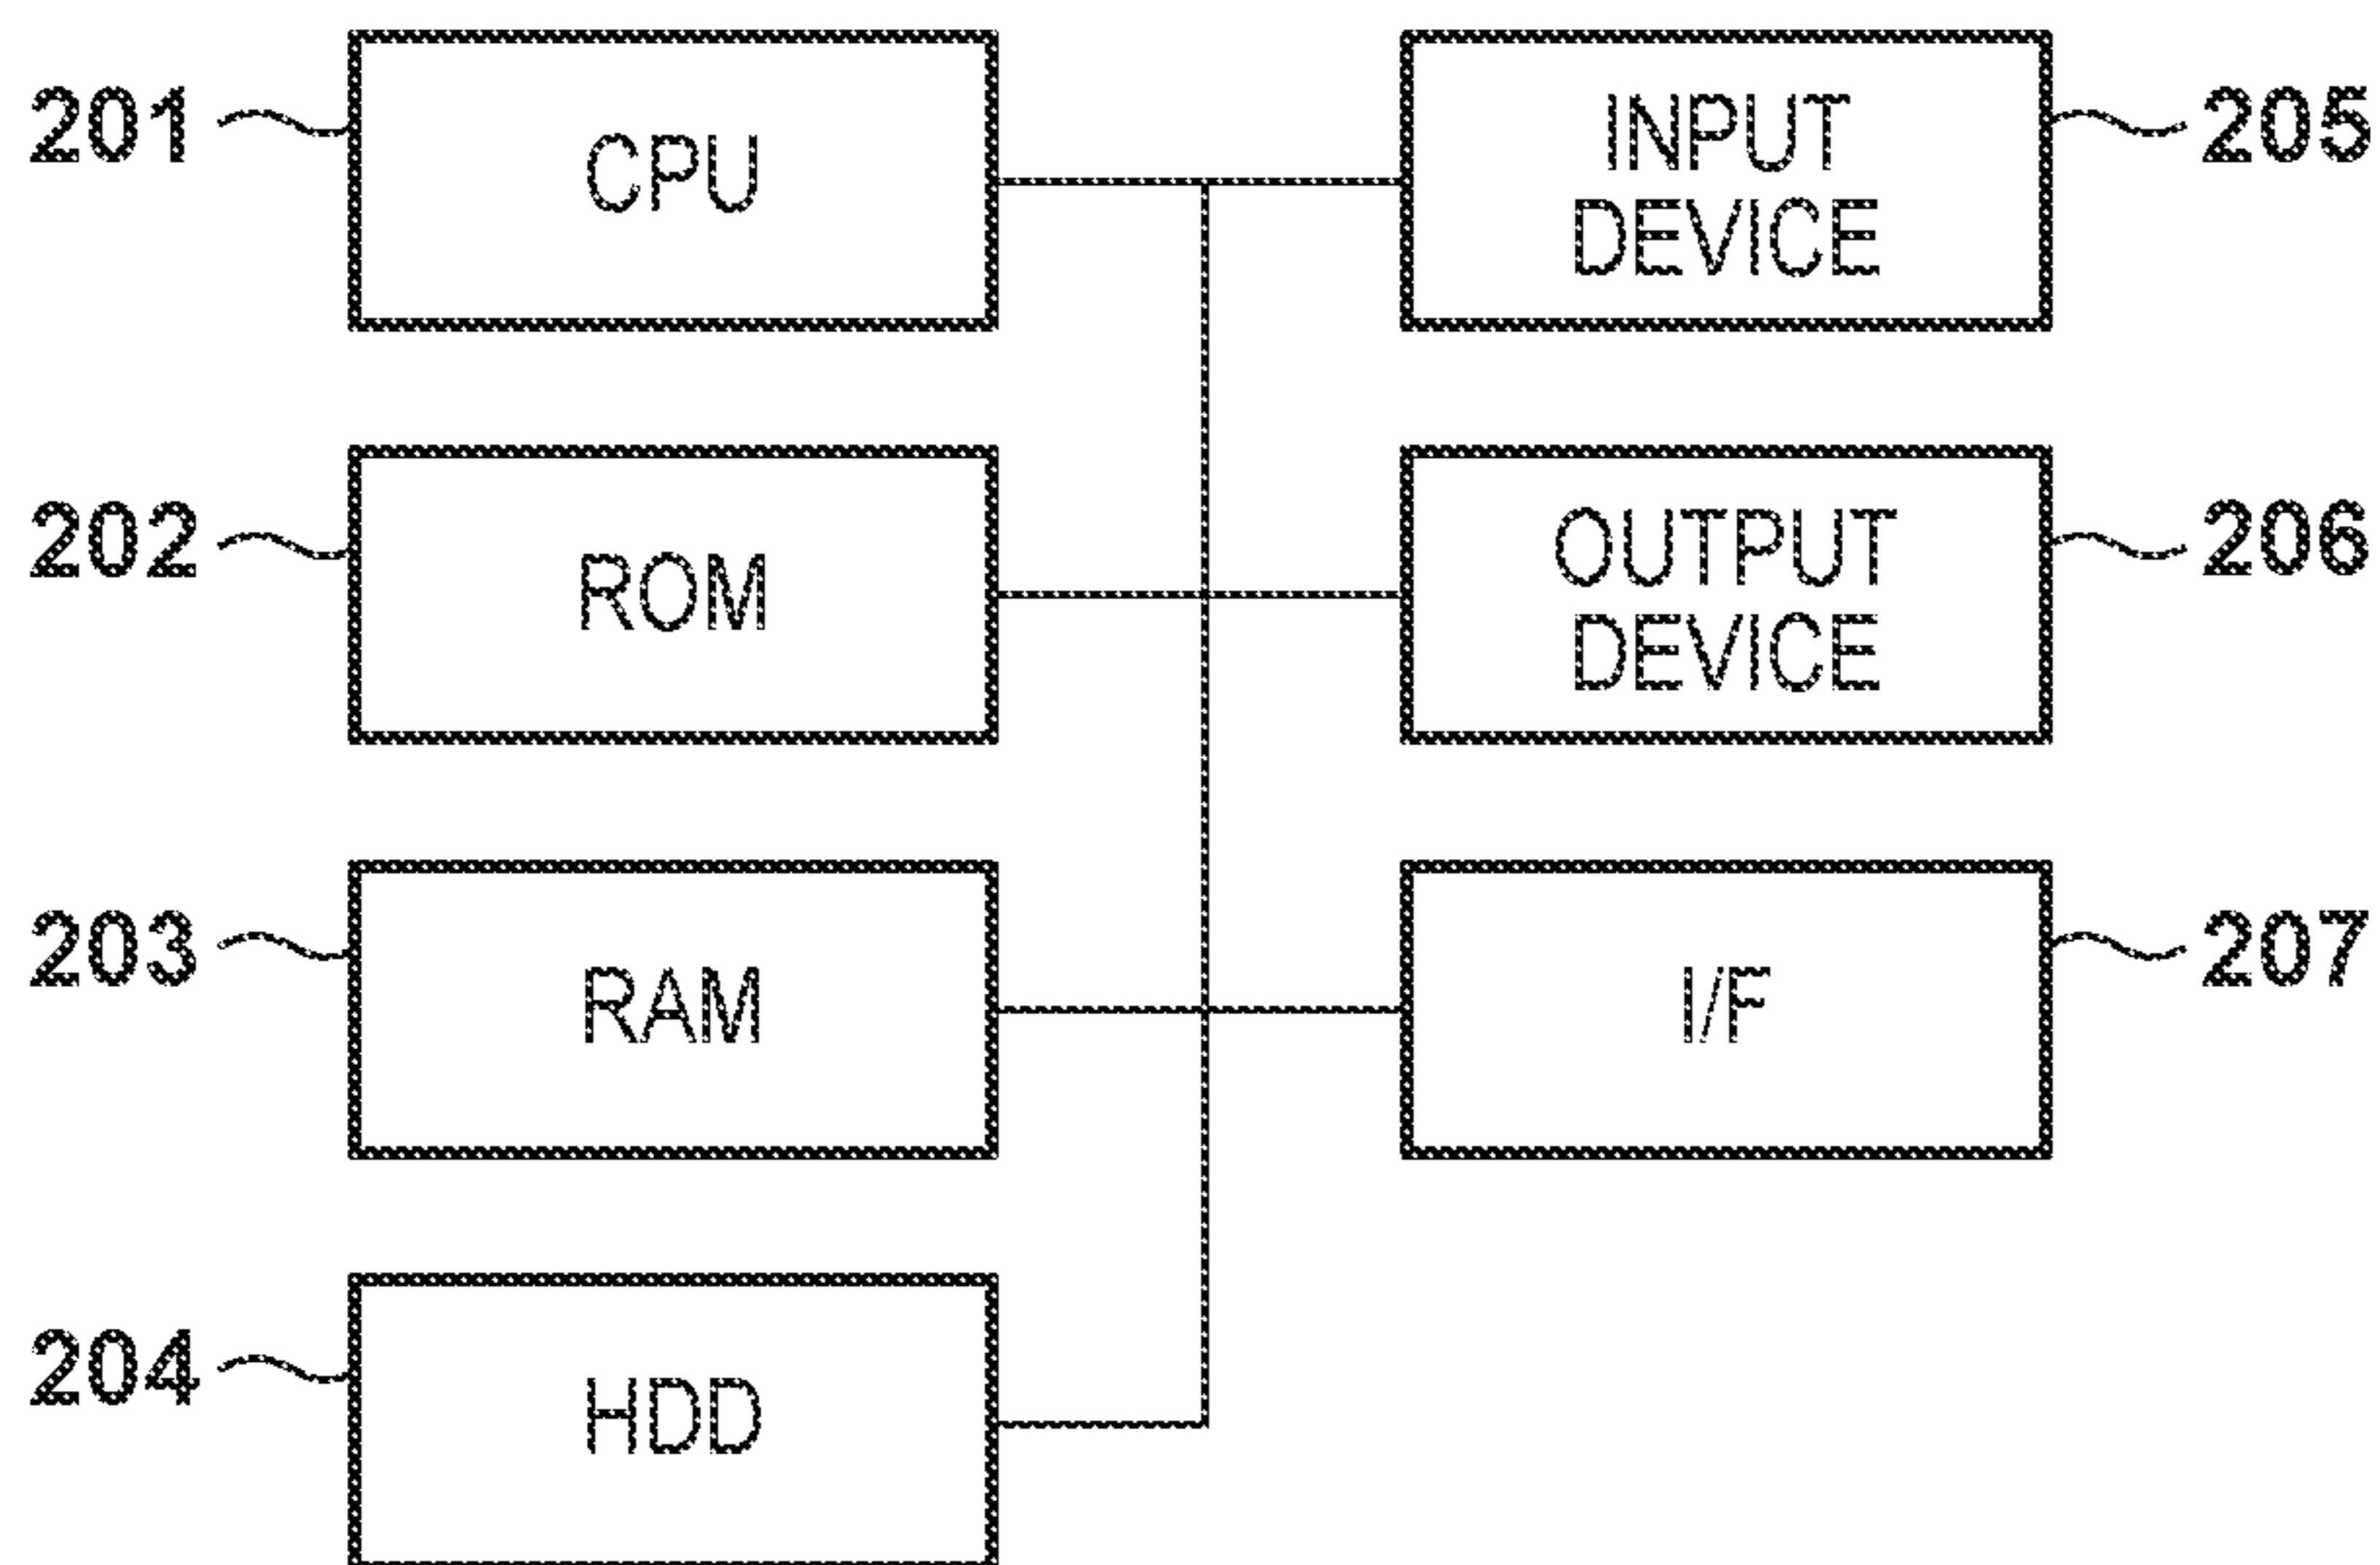 201
CPU
INPUT
DEVICE
205
202
ROM
OUTPUT
DEVICE
206
203
RAM
I/F
207
204
HDD